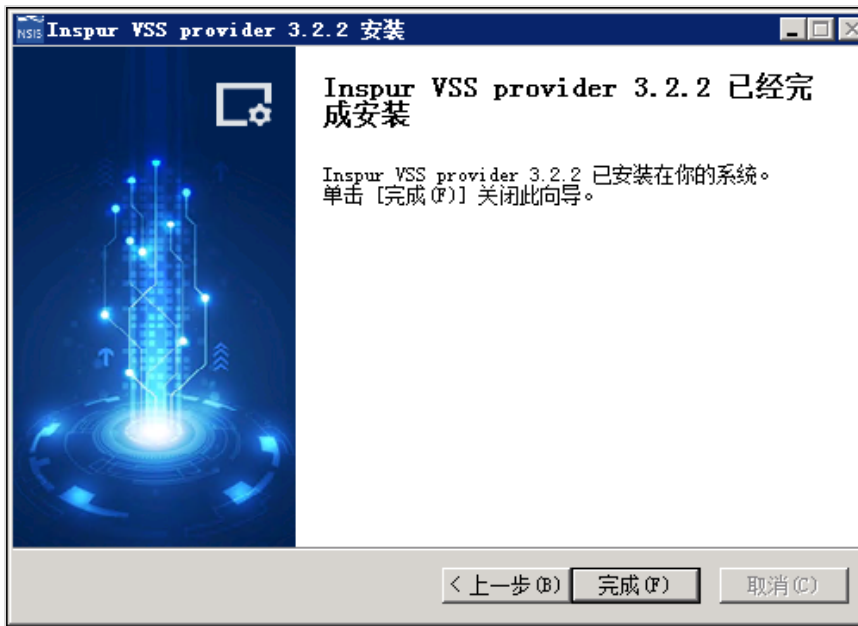 NSIS Inspur VSS provider 3.2.2 安装
Inspur VSS provider 3.2.2 已经完
成安装
Inspur VSS provider 3.2.2 已安装在你的系统。
单击 [完成(F)] 关闭此向导。
< 上一步(B) 完成(F) 取消(C)